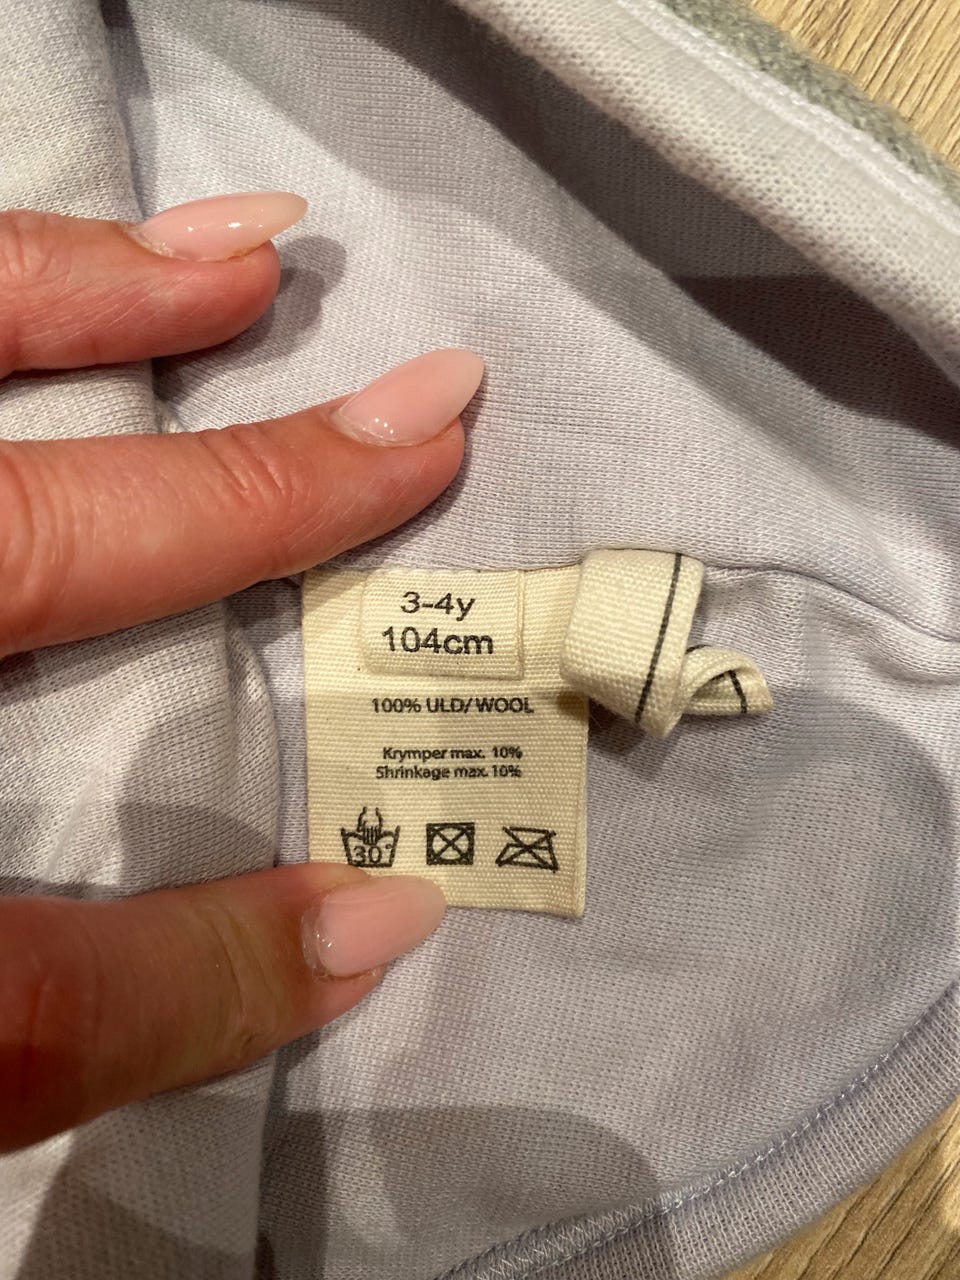 3-4y
104cm
100% ULD/WOOL
Krymper max. 10%
Shrinkage max. 10%
30°